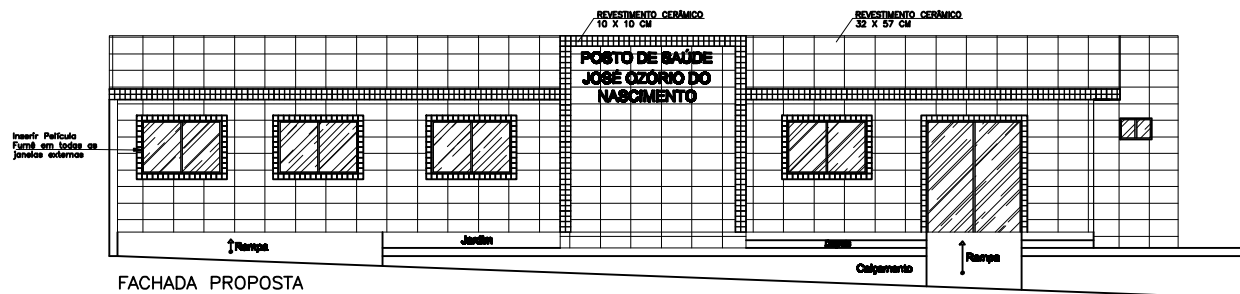 REVESTIMENTO CERÂMICO
10 X 10 CM
REVESTIMENTO CERÂMICO
32 X 57 CM
POSTO DE SAÚDE
JOSÉ OZÓRIO DO
NASCIMENTO
Inserir Película
Fumê em todas as
janelas externas
Rampa
Jardim
Calçamento
Rampa
FACHADA PROPOSTA